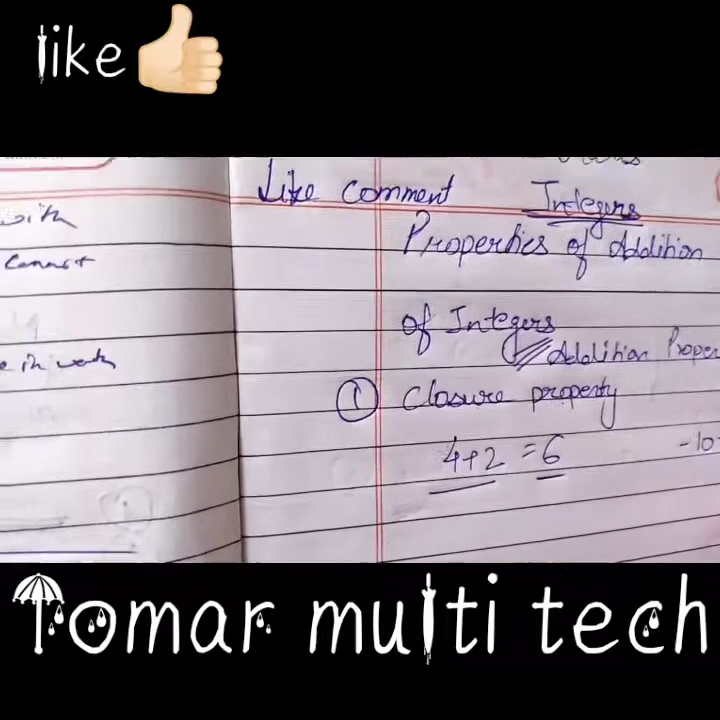 like
Like comment
Integers
with
Properties of Addition
of Integers
Addition
① Closure property
4+2 = 6
-10
Tomar multi tech